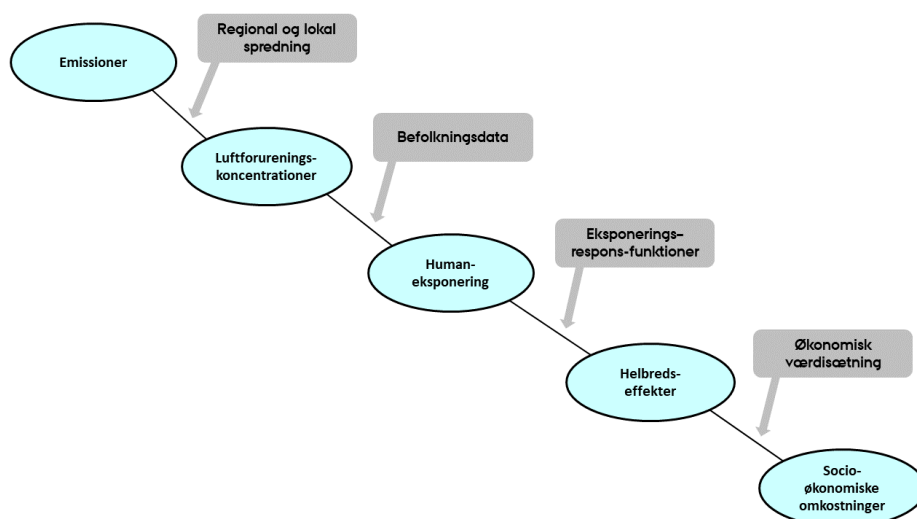 Emissioner
Regional og lokal
spredning
Luftforurenings-
koncentrationer
Befolkningsdata
Human-
eksponering
Eksponerings–
respons-funktioner
Helbreds-
effekter
Økonomisk
værdisætning
Socio-
økonomiske
omkostninger